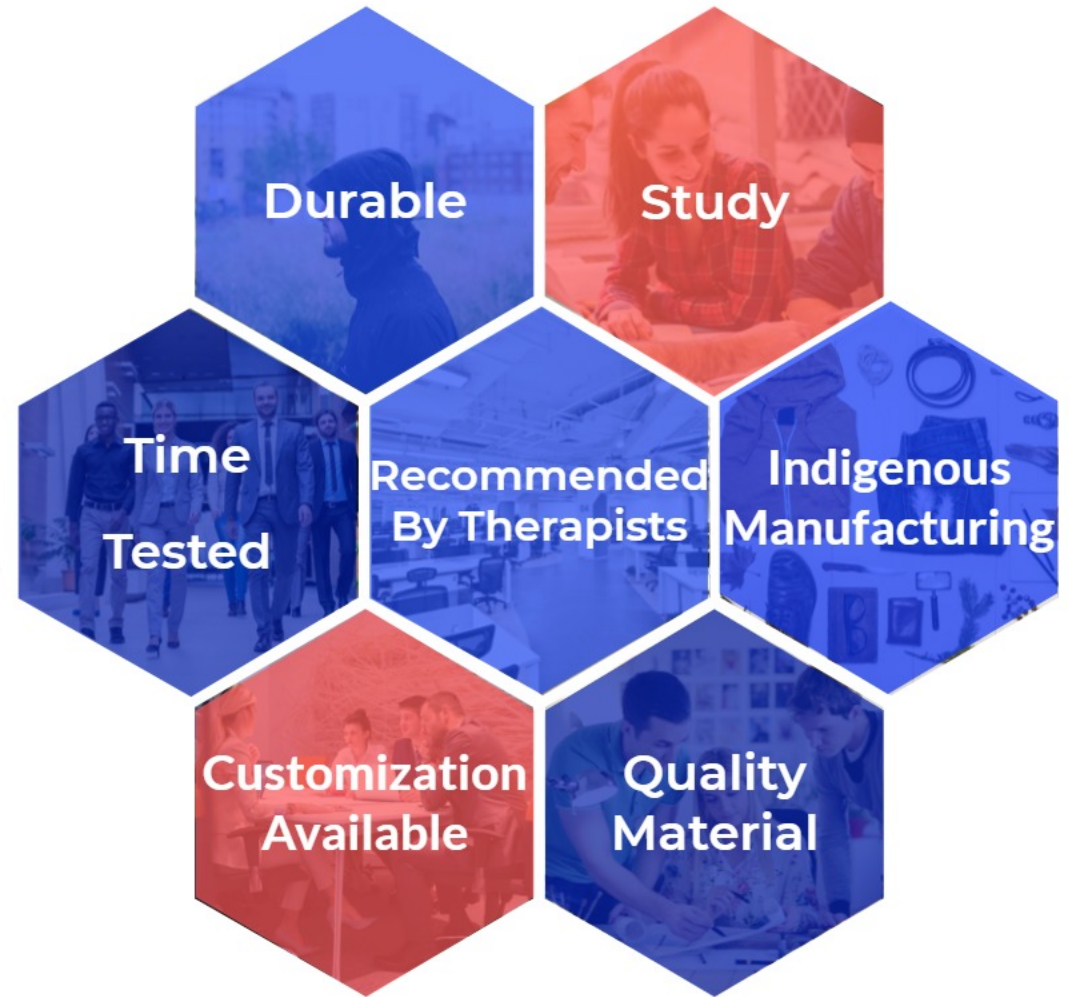 Durable
Study
Time
Tested
Recommended
By Therapists
Indigenous
Manufacturing
Customization
Available
Quality
Material